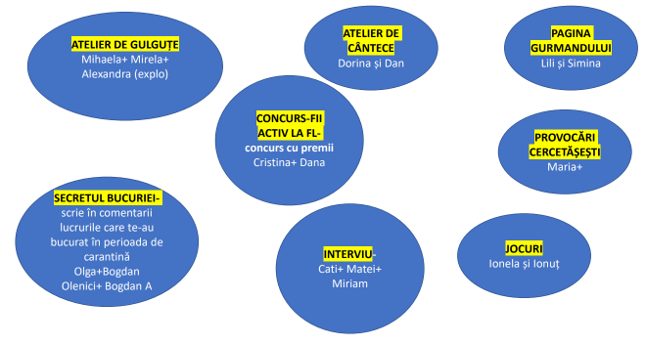 ATELIER DE GULGUȚE
Mihaela+ Mirela+
Alexandra (explo)
ATELIER DE
CÂNTECE
Dorina și Dan
PAGINA
GURMANDULUI
Lili și Simina
CONCURS-FII
ACTIV LA FL-
concurs cu premii
Cristina+ Dana
PROVOCĂRI
CERCETĂȘEȘTI
Maria+
SECRETUL BUCURIEI-
scrie în comentarii
lucrurile care te-au
bucurat în perioada de
carantină
Olga+Bogdan
Olenici+ Bogdan A
INTERVIU-
Cati+ Matei+
Miriam
JOCURI
Ionela și Ionuț